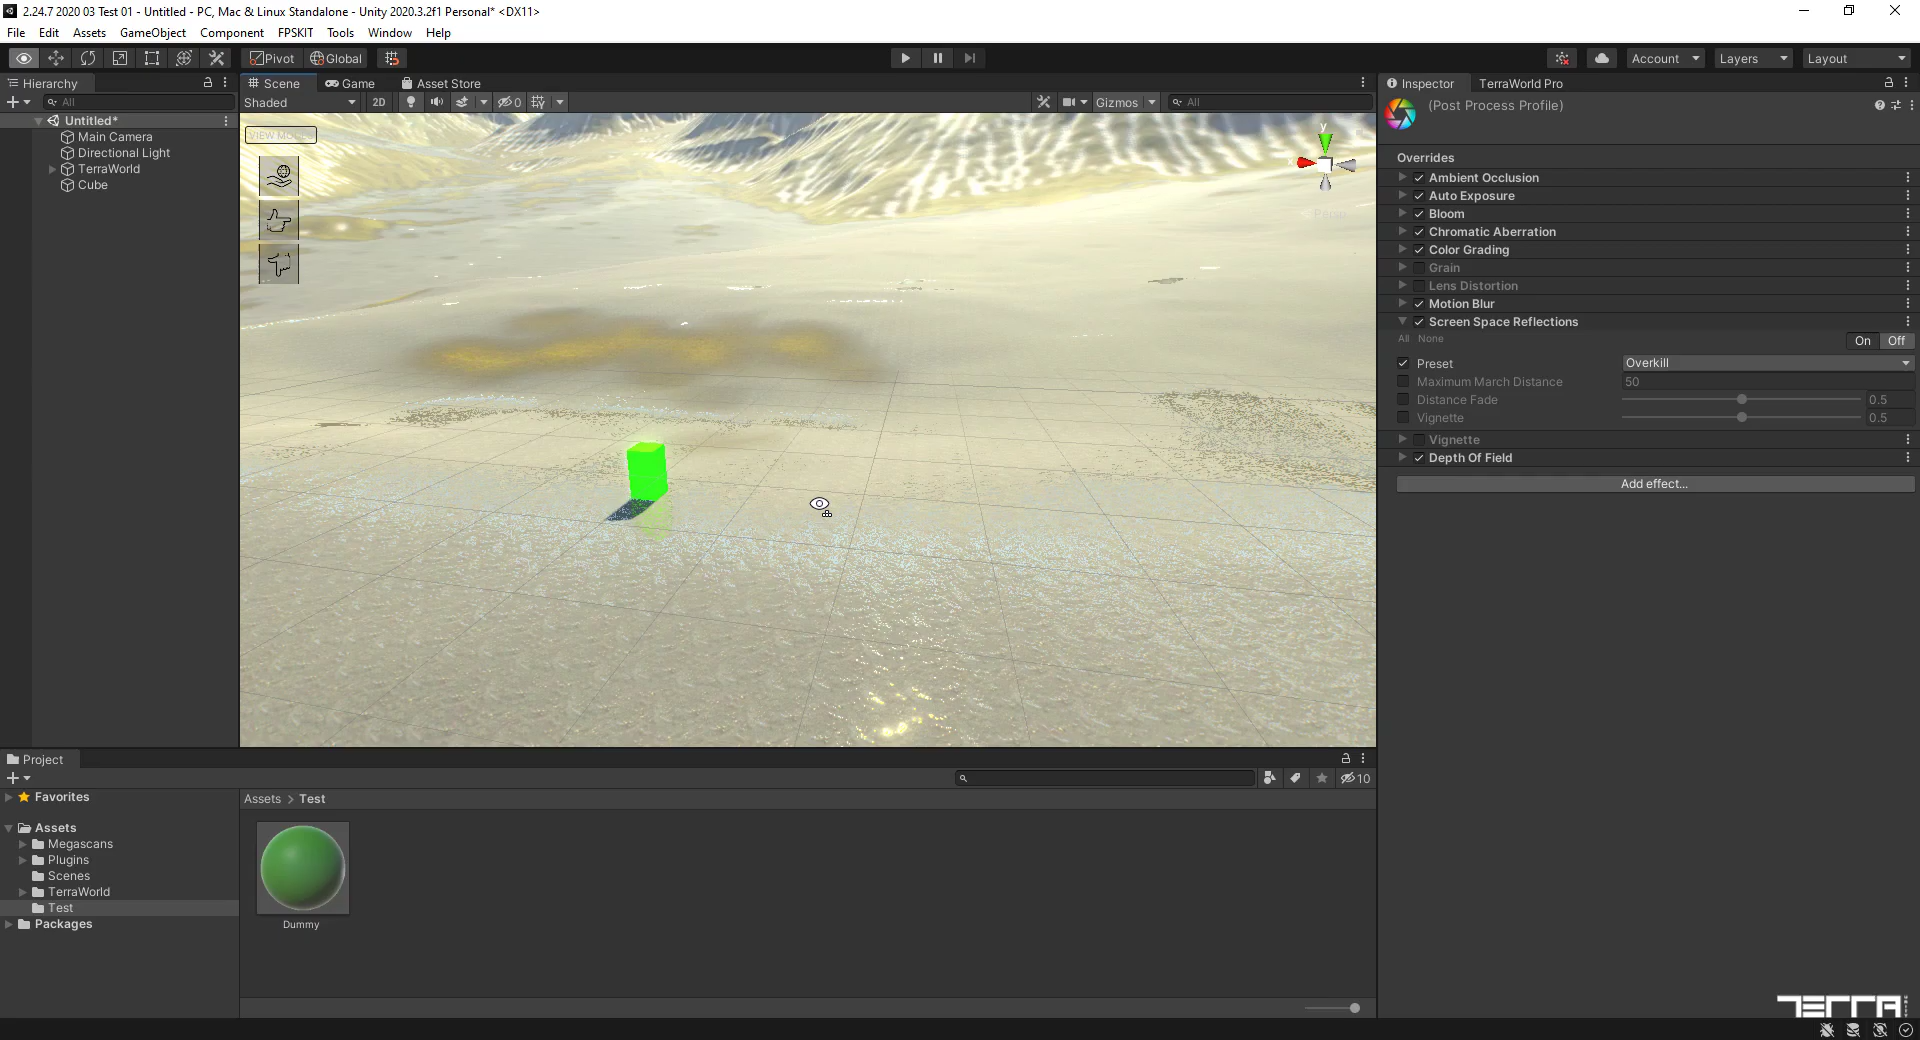 2.24.7 2020 03 Test 01 - Untitled - PC, Mac & Linux Standalone - Unity 2020.3.2f1 Personal* <DX11>
File Edit Assets GameObject Component FPSKIT Tools Window Help
Pivot Global Account Layers Layout
Hierarchy
All
Untitled*
Main Camera
Directional Light
TerraWorld
Cube
Scene Game Asset Store
Shaded 2D 0 Gizmos All
VIEW MODE
y
Persp
Inspector TerraWorld Pro
(Post Process Profile)
Overrides
Ambient Occlusion
Auto Exposure
Bloom
Chromatic Aberration
Color Grading
Grain
Lens Distortion
Motion Blur
Screen Space Reflections
All None On Off
Preset Overkill
Maximum March Distance 50
Distance Fade 0.5
Vignette 0.5
Vignette
Depth Of Field
Add effect...
Project
10
Favorites
Assets
Megascans
Plugins
Scenes
TerraWorld
Test
Packages
Assets > Test
Dummy
TERRA